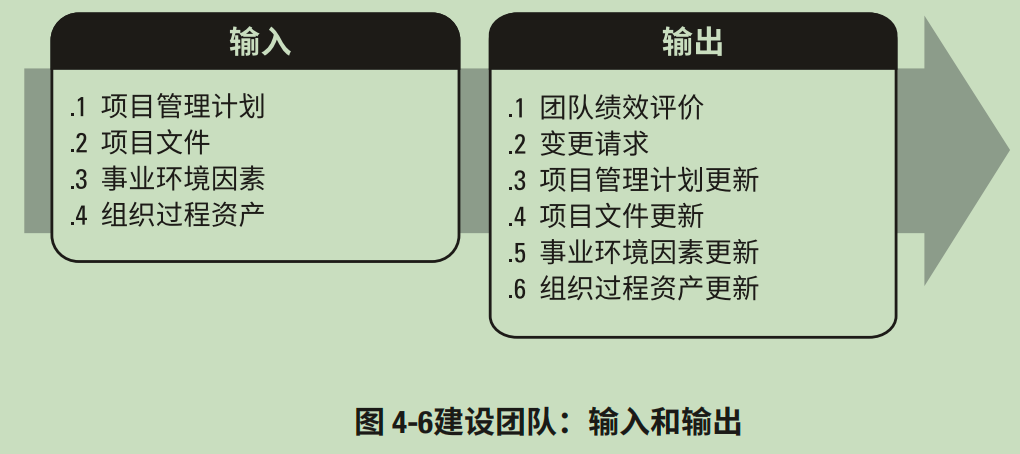 输入
.1 项目管理计划
.2 项目文件
.3 事业环境因素
.4 组织过程资产
输出
.1 团队绩效评价
.2 变更请求
.3 项目管理计划更新
.4 项目文件更新
.5 事业环境因素更新
.6 组织过程资产更新
图 4-6建设团队：输入和输出